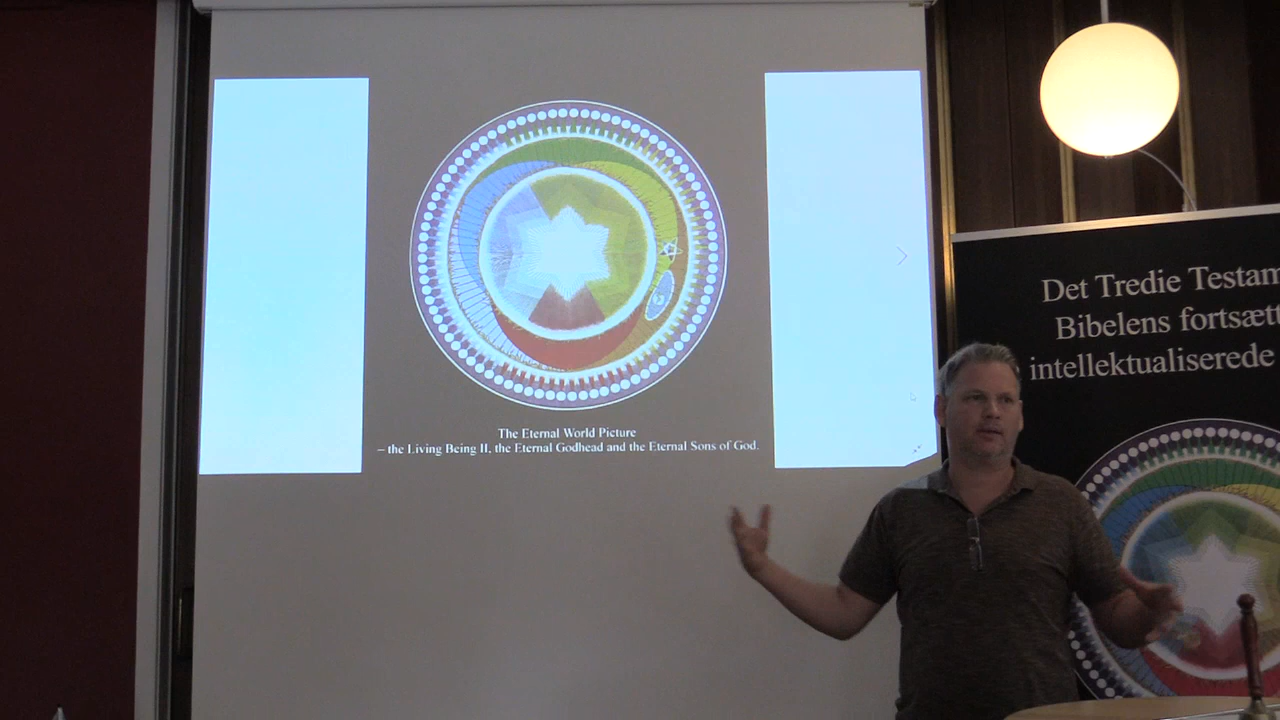 The Eternal World Picture
– the Living Being II, the Eternal Godhead and the Eternal Sons of God.
Det Tredie Testam
Bibelens fortsætt
intellektualiserede